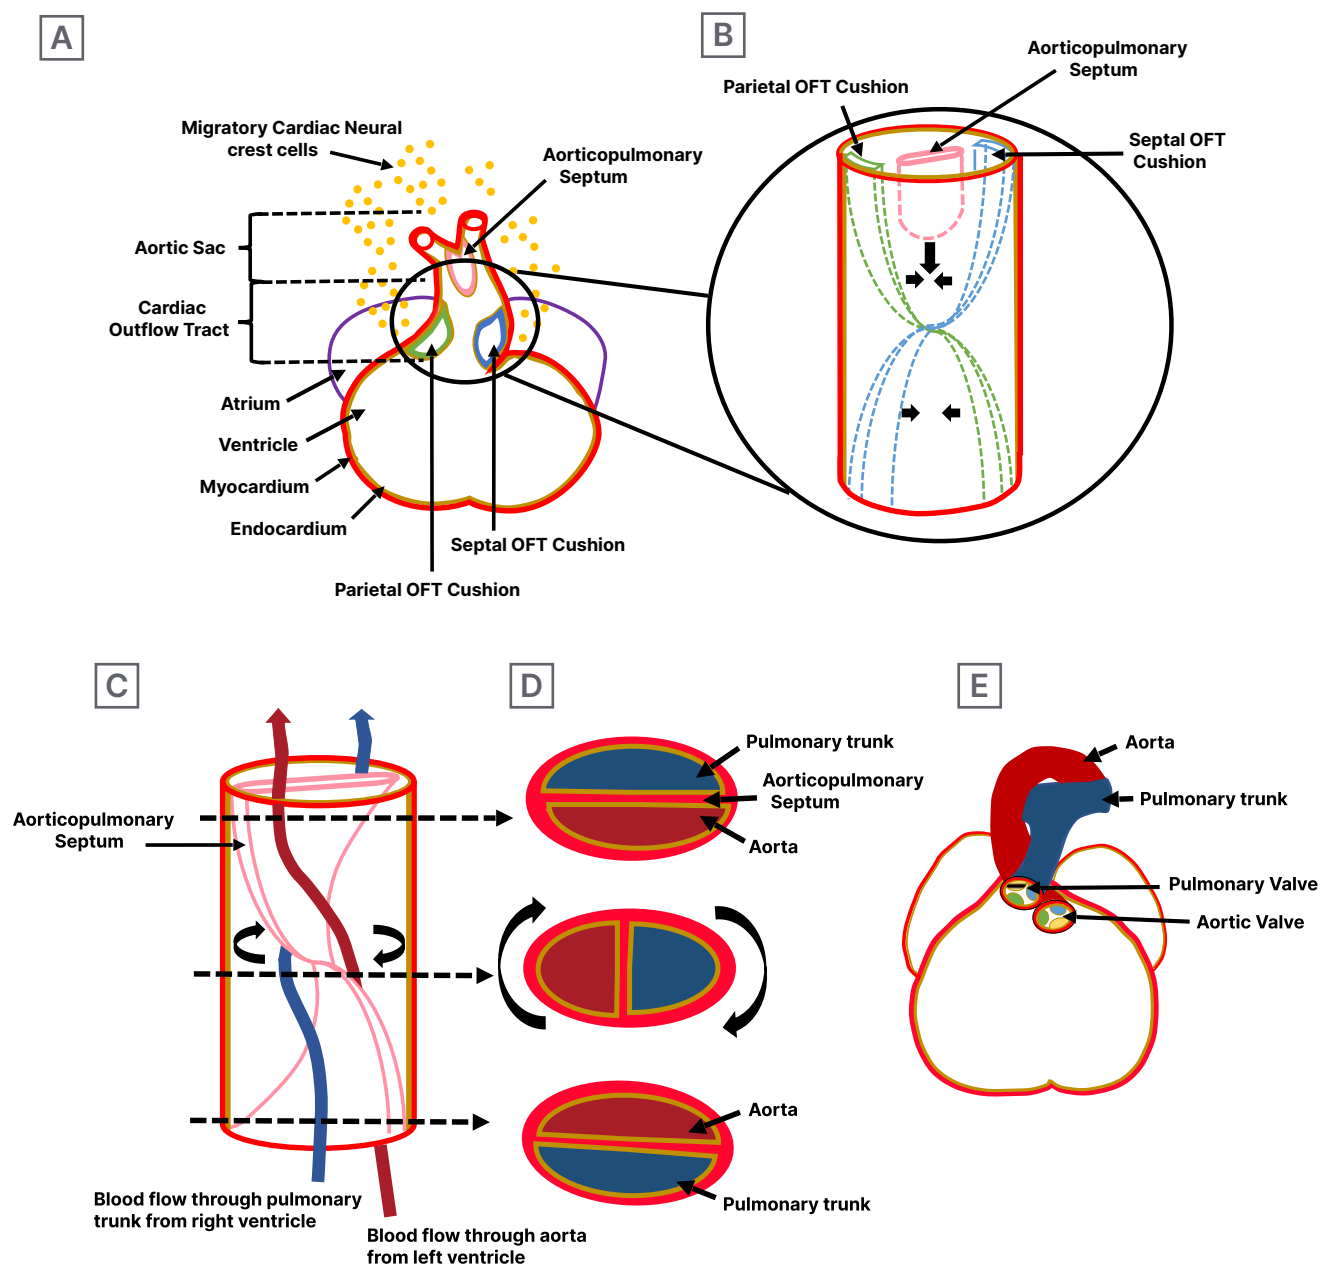 A
Migratory Cardiac Neural
crest cells
Aorticopulmonary
Septum
Aortic Sac
Cardiac
Outflow Tract
Atrium
Ventricle
Myocardium
Endocardium
Septal OFT Cushion
Parietal OFT Cushion
B
Aorticopulmonary
Septum
Parietal OFT Cushion
Septal OFT
Cushion
C
Aorticopulmonary
Septum
Blood flow through pulmonary
trunk from right ventricle
Blood flow through aorta
from left ventricle
D
Pulmonary trunk
Aorticopulmonary
Septum
Aorta
Aorta
Pulmonary trunk
E
Aorta
Pulmonary trunk
Pulmonary Valve
Aortic Valve